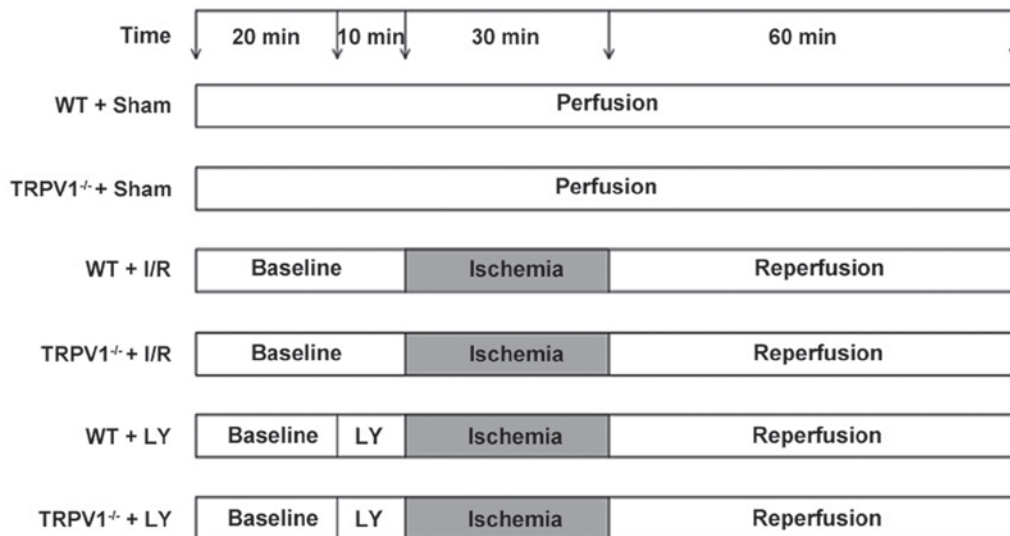 Time 20 min 10 min 30 min 60 min
WT + Sham Perfusion
TRPV1-/- + Sham Perfusion
WT + I/R Baseline Ischemia Reperfusion
TRPV1-/- + I/R Baseline Ischemia Reperfusion
WT + LY Baseline LY Ischemia Reperfusion
TRPV1-/- + LY Baseline LY Ischemia Reperfusion